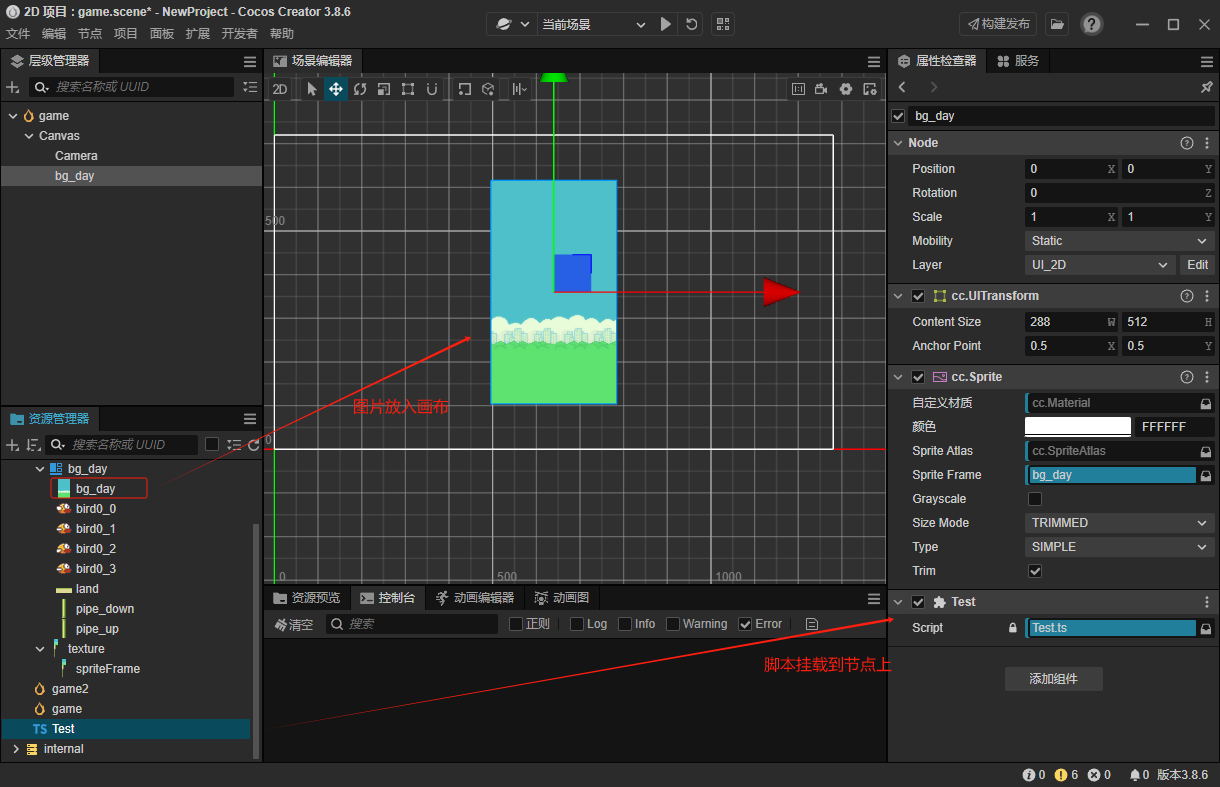 2D 项目 : game.scene* - NewProject - Cocos Creator 3.8.6
文件 编辑 节点 项目 面板 扩展 开发者 帮助
当前场景
构建发布
层级管理器
搜索名称或 UUID
game
Canvas
Camera
bg_day
场景编辑器
2D
500
0
0
500
1000
图片放入画布
资源管理器
搜索名称或 UUID
bg_day
bg_day
bird0_0
bird0_1
bird0_2
bird0_3
land
pipe_down
pipe_up
texture
spriteFrame
game2
game
TS Test
internal
资源预览 控制台 动画编辑器 动画图
清空 搜索 正则 Log Info Warning Error
脚本挂载到节点上
属性检查器 服务
bg_day
Node
Position 0 X 0 Y
Rotation 0 Z
Scale 1 X 1 Y
Mobility Static
Layer UI_2D Edit
cc.UITransform
Content Size 288 W 512 H
Anchor Point 0.5 X 0.5 Y
cc.Sprite
自定义材质 cc.Material
颜色 FFFFFF
Sprite Atlas cc.SpriteAtlas
Sprite Frame bg_day
Grayscale
Size Mode TRIMMED
Type SIMPLE
Trim
Test
Script Test.ts
添加组件
0 6 0 0 版本3.8.6